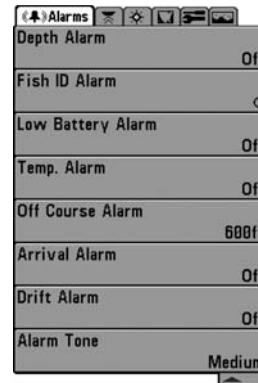 Alarms
Depth Alarm
Of
Fish ID Alarm
Low Battery Alarm
Of
Temp. Alarm
Of
Off Course Alarm
600f
Arrival Alarm
Of
Drift Alarm
Of
Alarm Tone
Medium